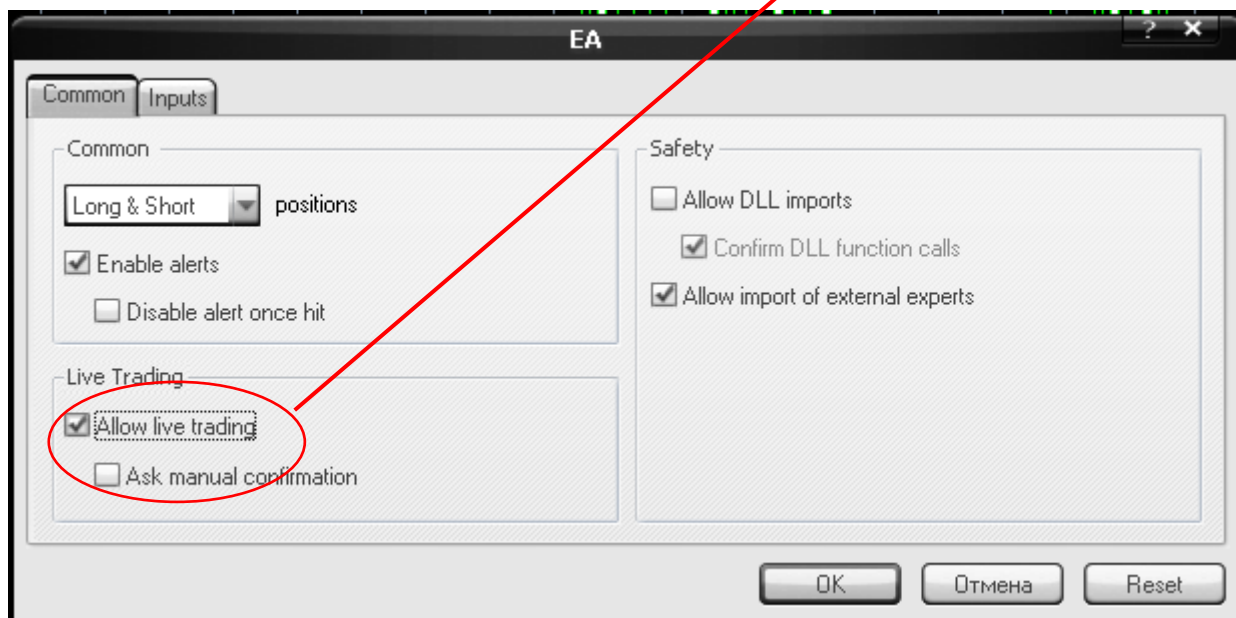 EA
?
Common Inputs
Common
Long & Short positions
Enable alerts
Disable alert once hit
Live Trading
Allow live trading
Ask manual confirmation
Safety
Allow DLL imports
Confirm DLL function calls
Allow import of external experts
OK Отмена Reset